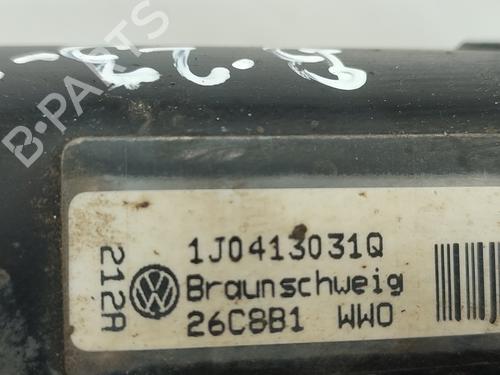 B-PARTS
212A
1J0413031Q
Braunschweig
26C8B1 WWO